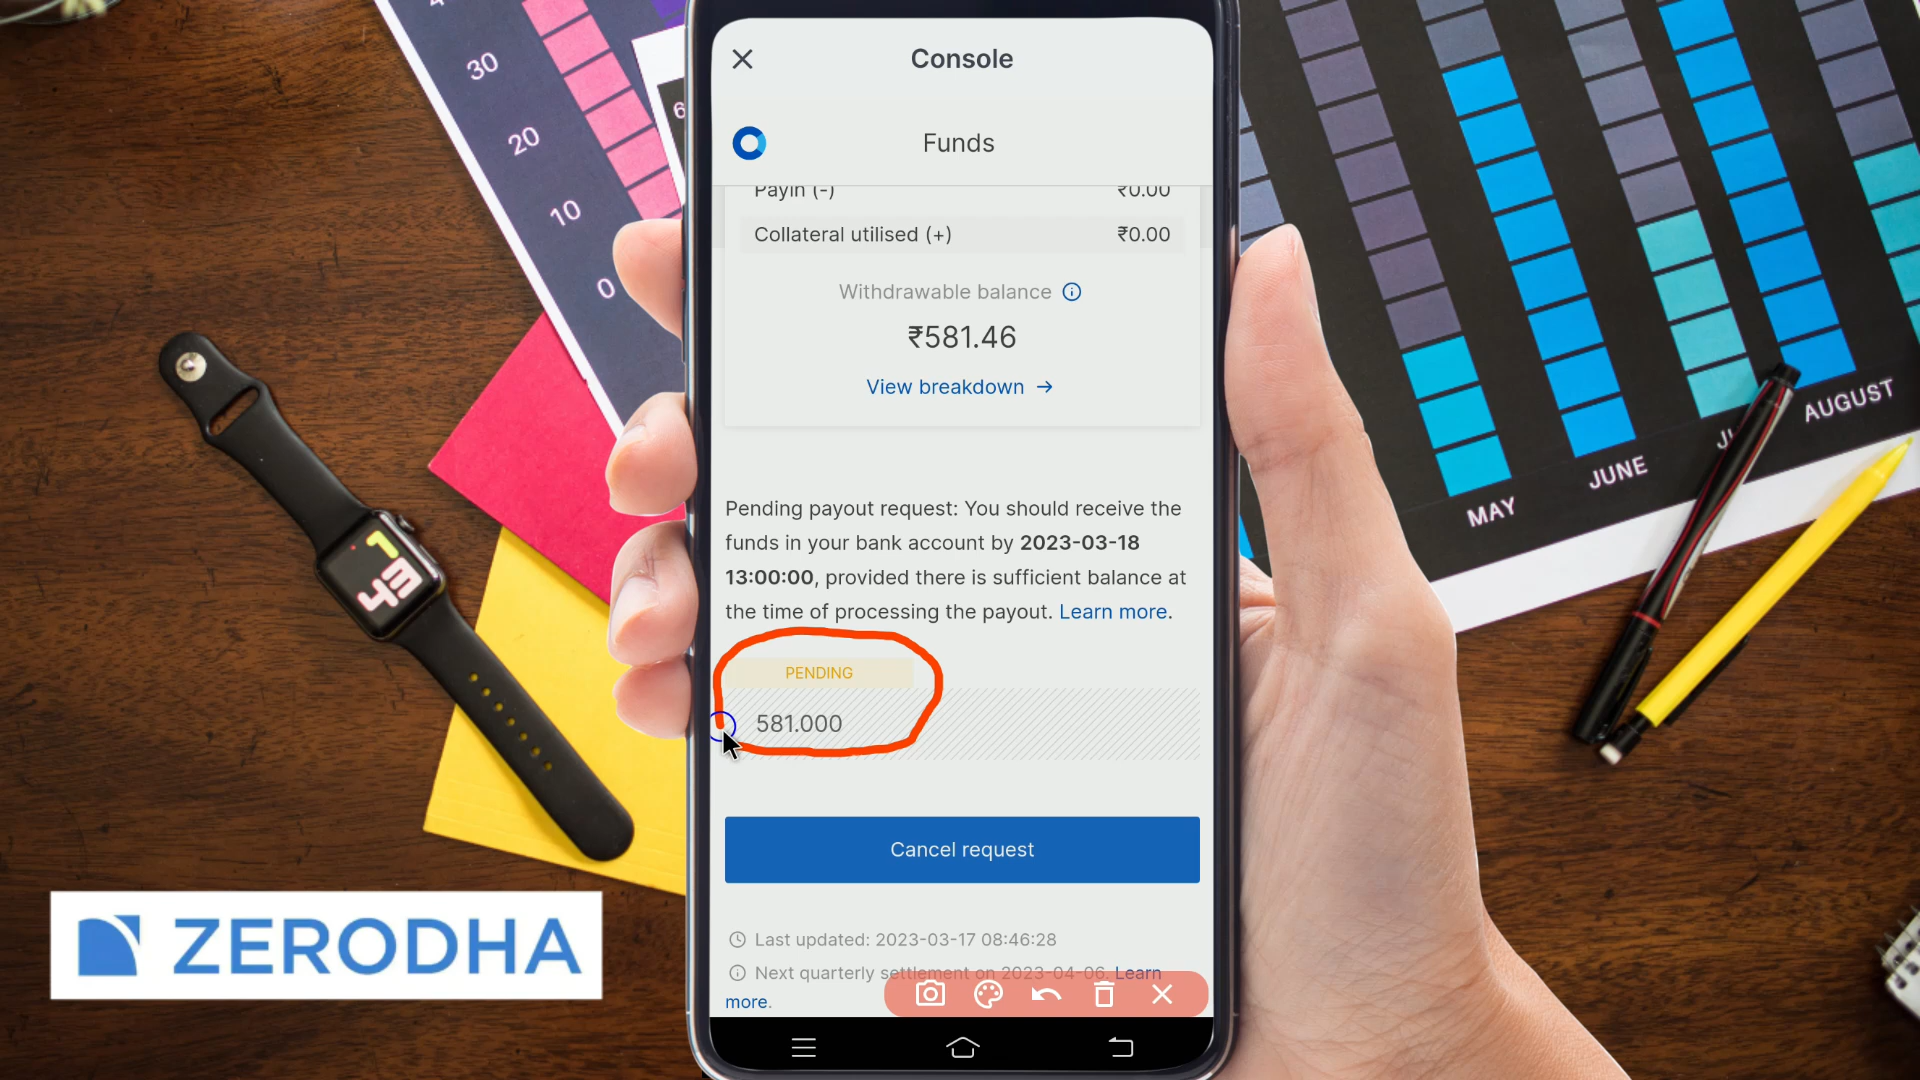 Console
Funds
Payin (-) ₹0.00
Collateral utilised (+) ₹0.00
Withdrawable balance
₹581.46
View breakdown →
Pending payout request: You should receive the
funds in your bank account by 2023-03-18
13:00:00, provided there is sufficient balance at
the time of processing the payout. Learn more.
PENDING
581.000
Cancel request
Last updated: 2023-03-17 08:46:28
Next quarterly settlement on 2023-04-06. Learn
more.
ZERODHA
30
20
10
0
6
1
43
MAY
JUNE
AUGUST